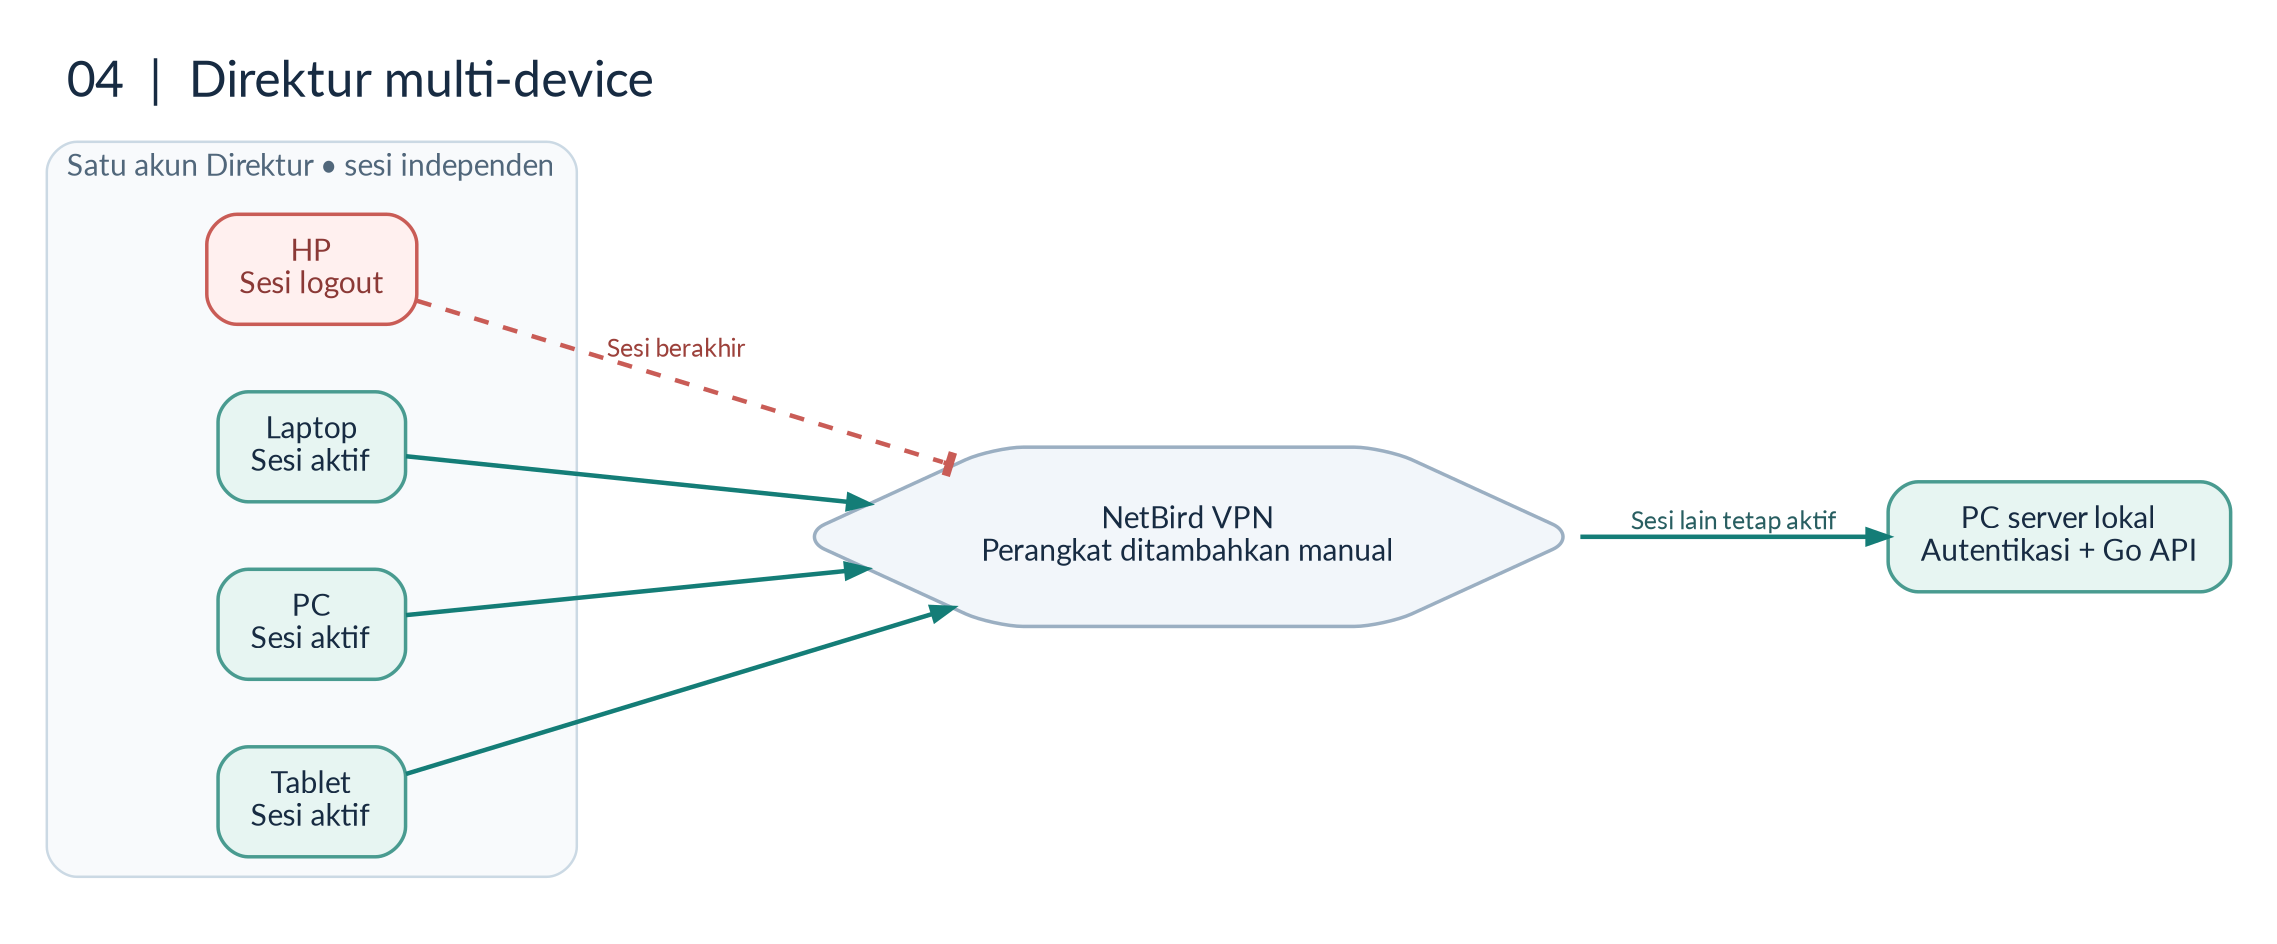 04 | Direktur multi-device
Satu akun Direktur • sesi independen
HP
Sesi logout
Sesi berakhir
Laptop
Sesi aktif
PC
Sesi aktif
Tablet
Sesi aktif
NetBird VPN
Perangkat ditambahkan manual
Sesi lain tetap aktif
PC server lokal
Autentikasi + Go API